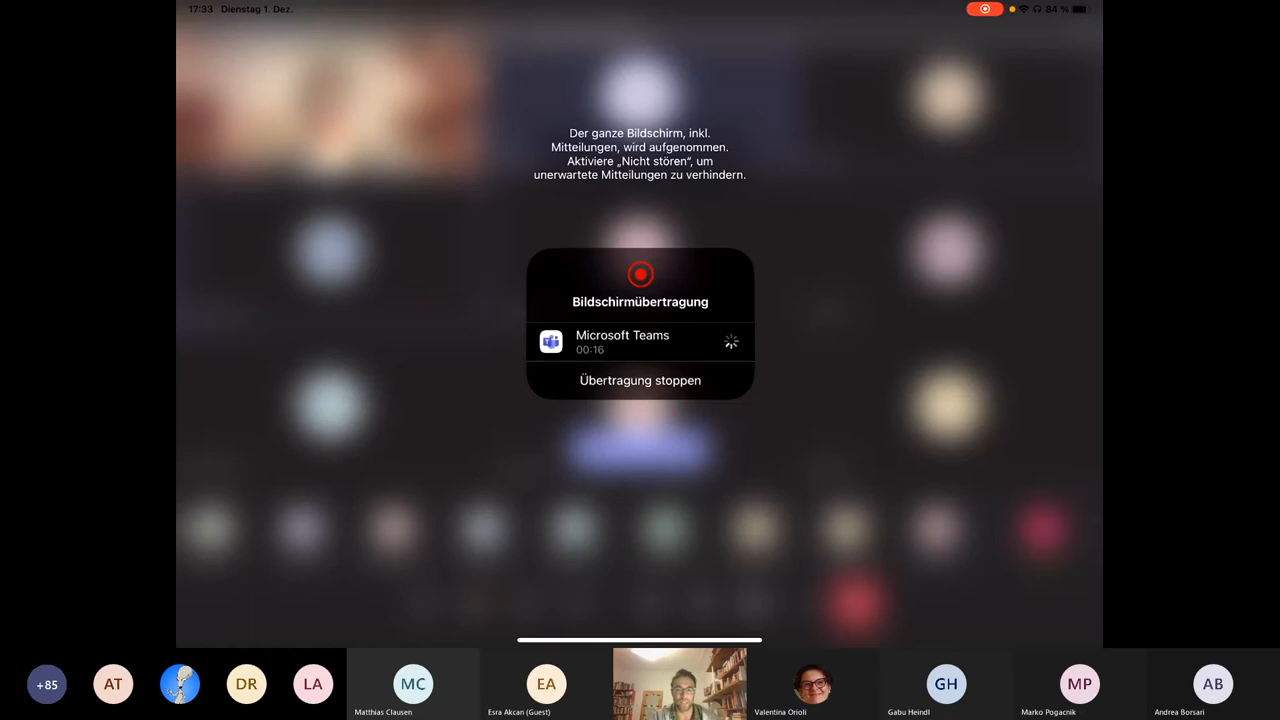 17:33 Dienstag 1. Dez.
84 %
Der ganze Bildschirm, inkl.
Mitteilungen, wird aufgenommen.
Aktiviere „Nicht stören“, um
unerwartete Mitteilungen zu verhindern.
Bildschirmübertragung
Microsoft Teams
00:16
Übertragung stoppen
+85
AT
DR
LA
MC
EA
GH
MP
AB
Matthias Clausen
Esra Akcan (Guest)
Valentina Orioli
Gabu Heindl
Marko Pogacnik
Andrea Borsari